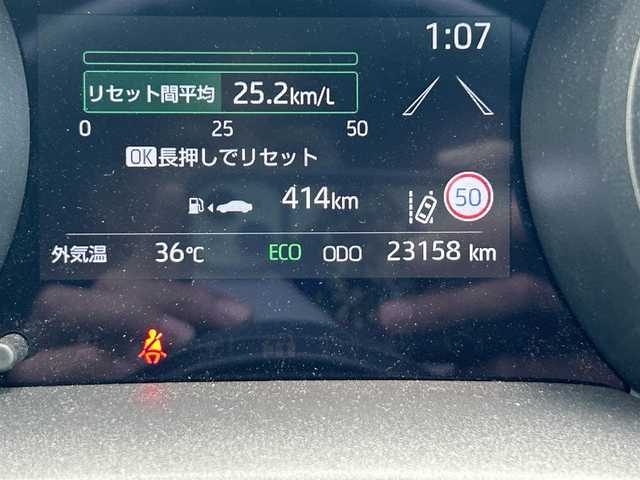 1:07
リセット間平均 25.2km/L
0 25 50
OK長押しでリセット
414km
50
外気温 36℃ ECO ODO 23158 km